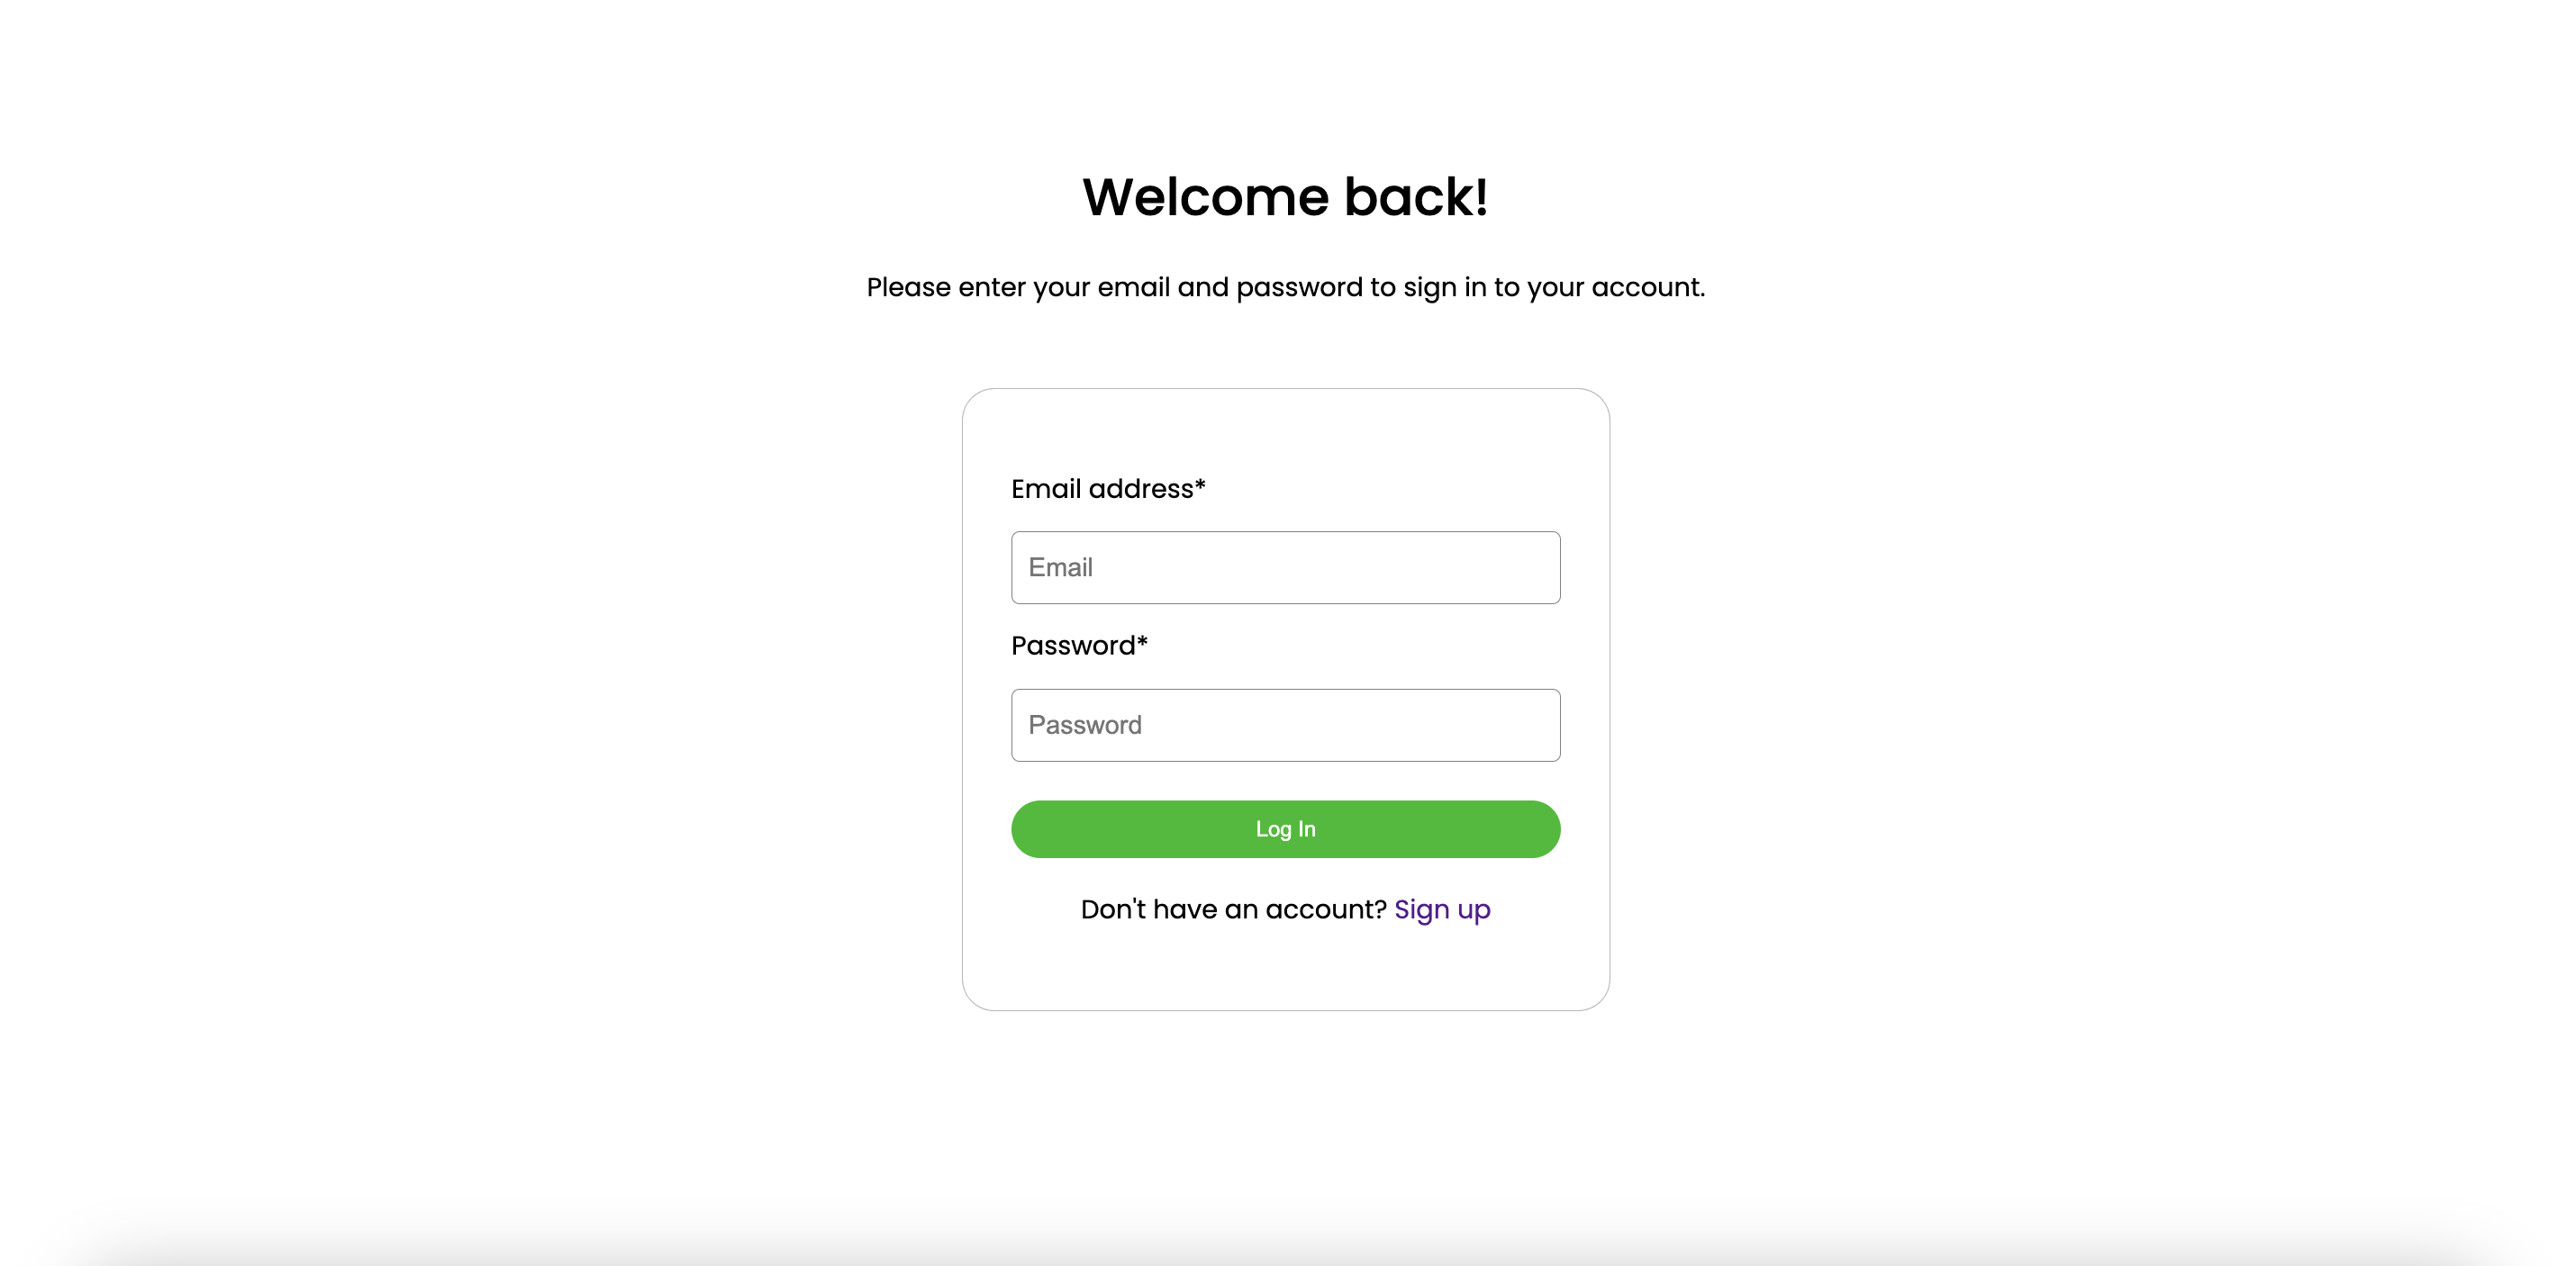 Welcome back!
Please enter your email and password to sign in to your account.
Email address*
Email
Password*
Password
Log In
Don't have an account? Sign up